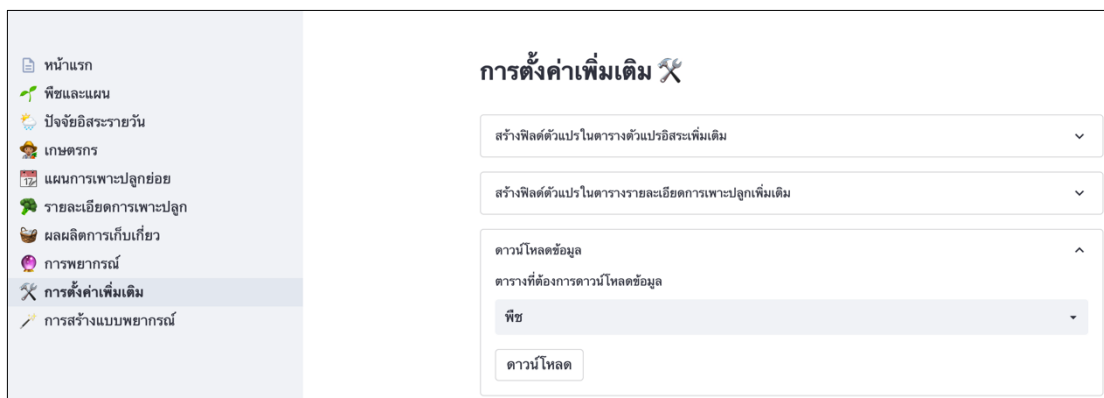 หน้าแรก
พืชและแผน
ปัจจัยอิสระรายวัน
เกษตรกร
แผนการเพาะปลูกย่อย
รายละเอียดการเพาะปลูก
ผลผลิตการเก็บเกี่ยว
การพยากรณ์
การตั้งค่าเพิ่มเติม
การสร้างแบบพยากรณ์
การตั้งค่าเพิ่มเติม
สร้างฟิลด์ตัวแปรในตารางตัวแปรอิสระเพิ่มเติม
สร้างฟิลด์ตัวแปรในตารางรายละเอียดการเพาะปลูกเพิ่มเติม
ดาวน์โหลดข้อมูล
ตารางที่ต้องการดาวน์โหลดข้อมูล
พืช
ดาวน์โหลด